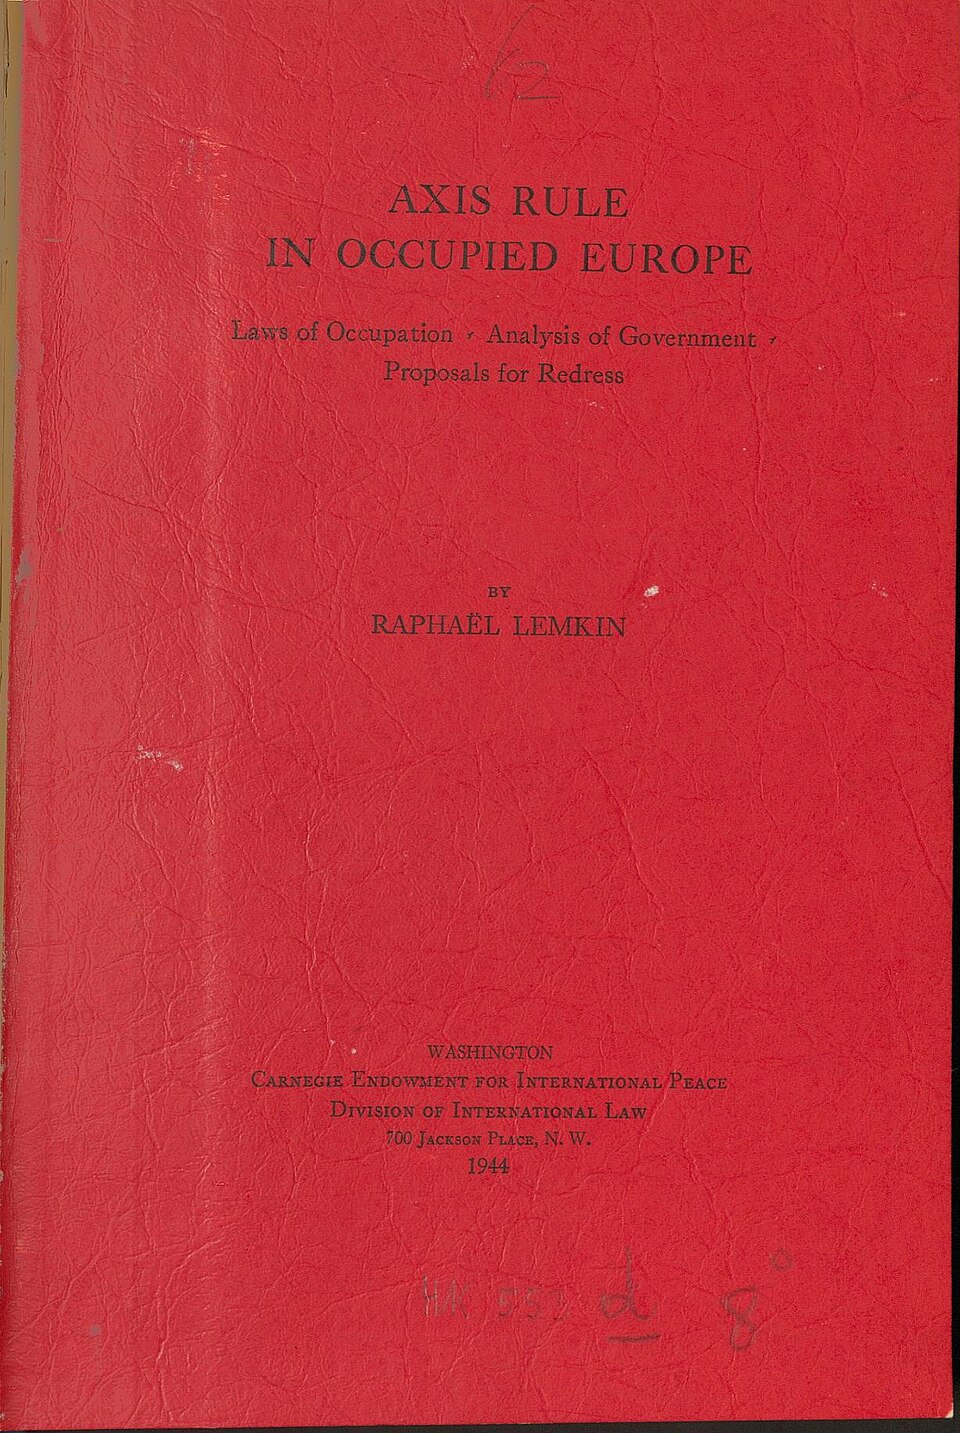 AXIS RULE
IN OCCUPIED EUROPE
Laws of Occupation · Analysis of Government ·
Proposals for Redress
BY
RAPHAËL LEMKIN
WASHINGTON
CARNEGIE ENDOWMENT FOR INTERNATIONAL PEACE
DIVISION OF INTERNATIONAL LAW
700 JACKSON PLACE, N. W.
1944
d 8°